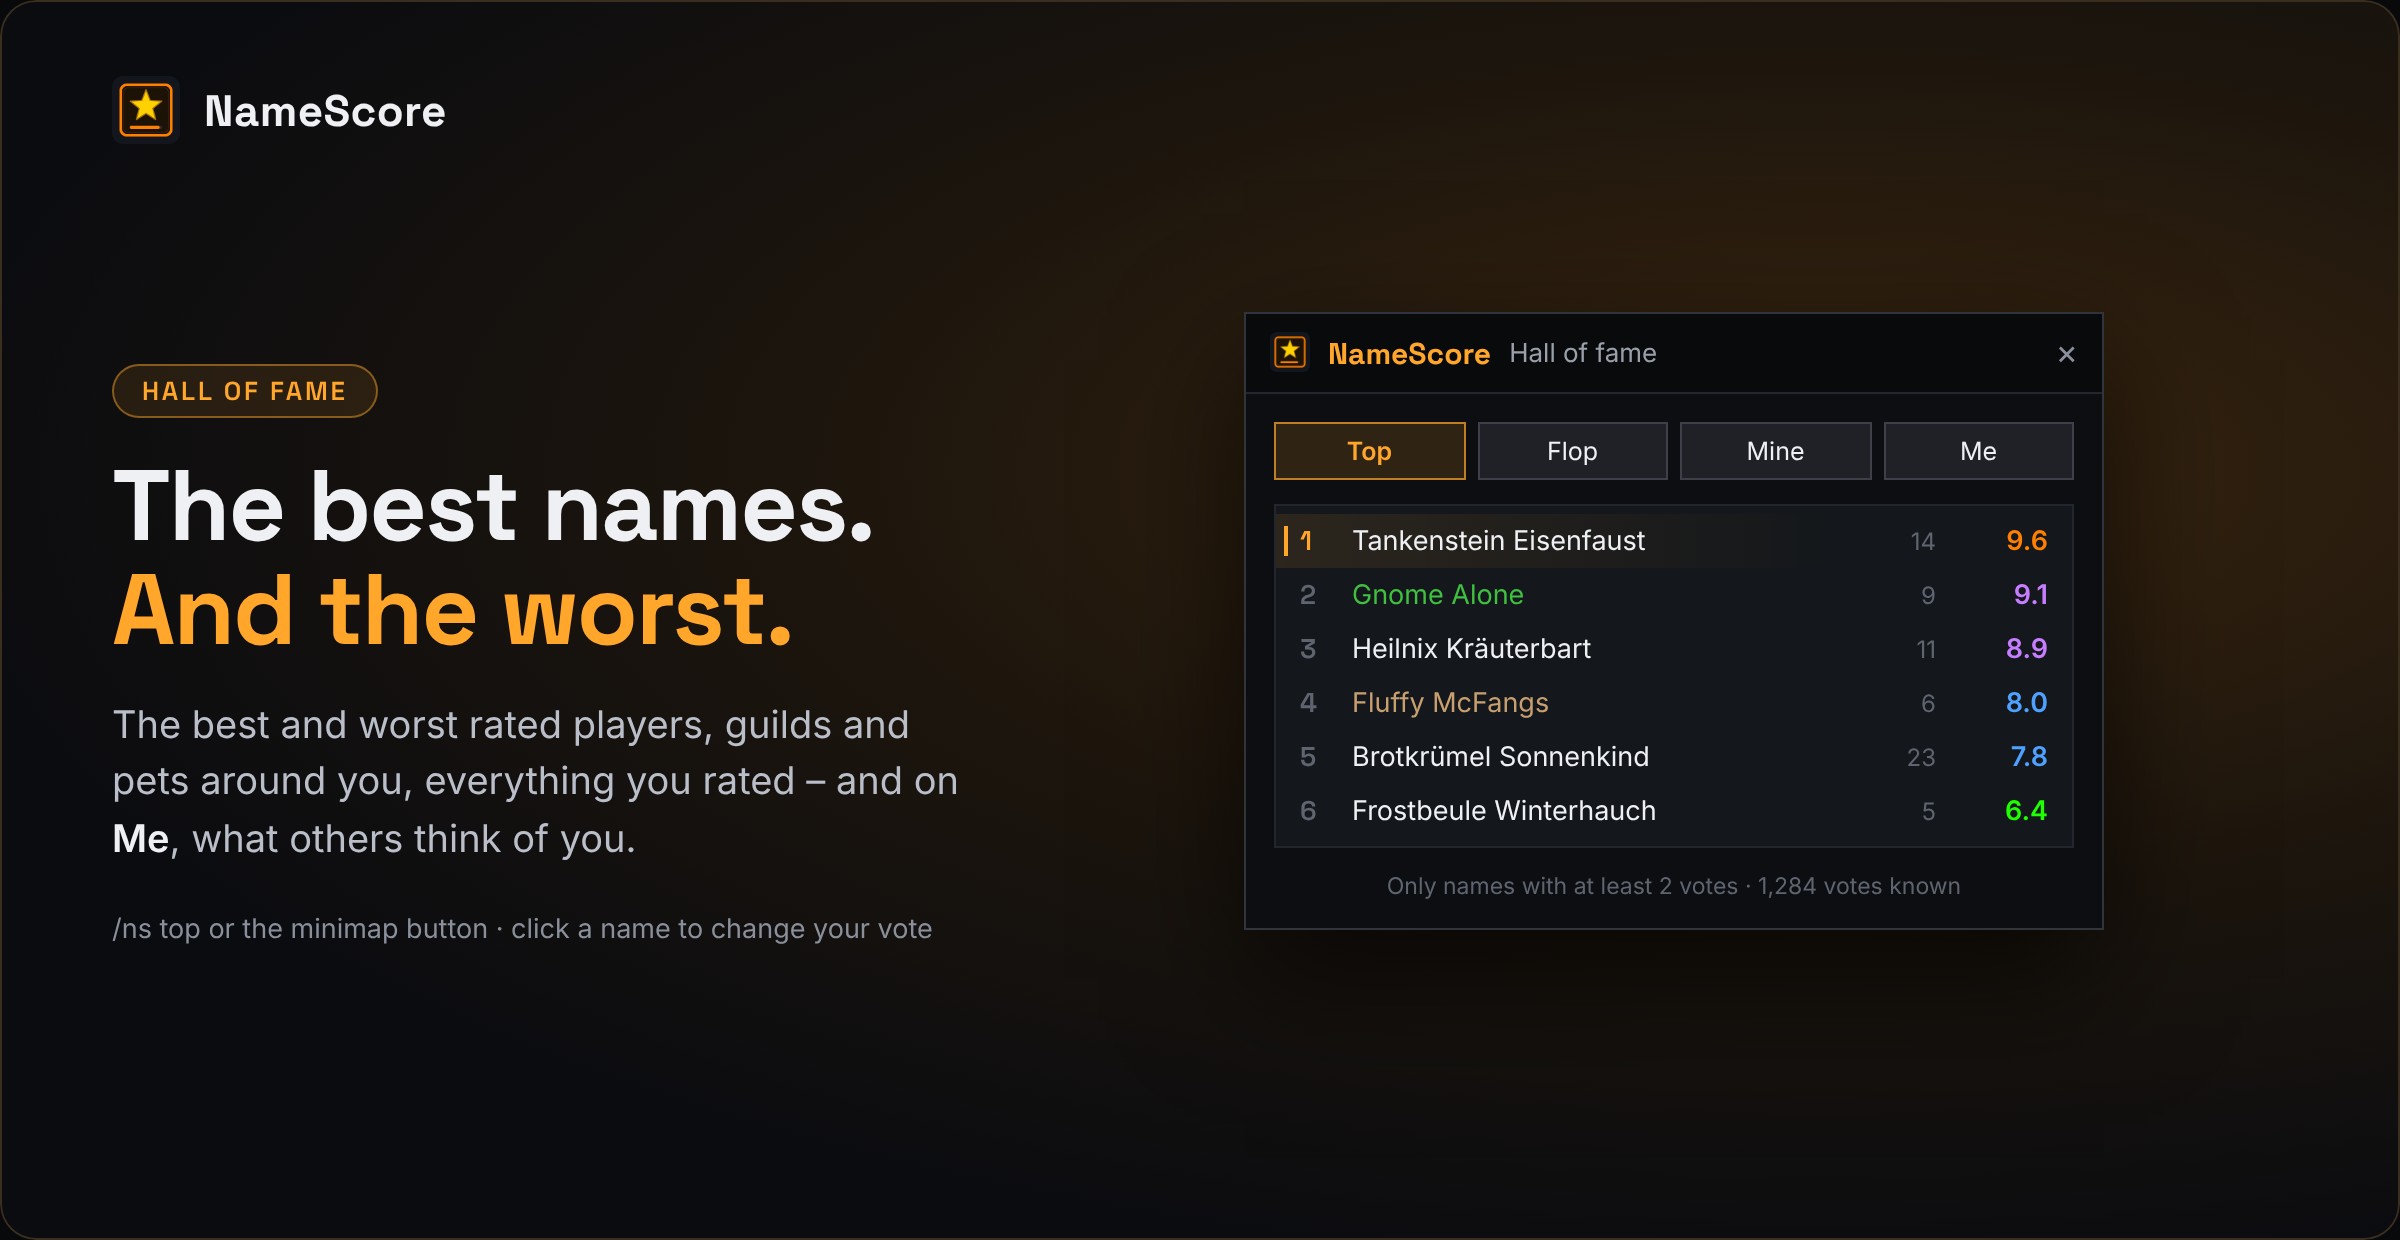 NameScore
HALL OF FAME
The best names.
And the worst.
The best and worst rated players, guilds and
pets around you, everything you rated – and on
Me, what others think of you.
/ns top or the minimap button · click a name to change your vote
NameScore Hall of fame ×
Top Flop Mine Me
1 Tankenstein Eisenfaust 14 9.6
2 Gnome Alone 9 9.1
3 Heilnix Kräuterbart 11 8.9
4 Fluffy McFangs 6 8.0
5 Brotkrümel Sonnenkind 23 7.8
6 Frostbeule Winterhauch 5 6.4
Only names with at least 2 votes · 1,284 votes known